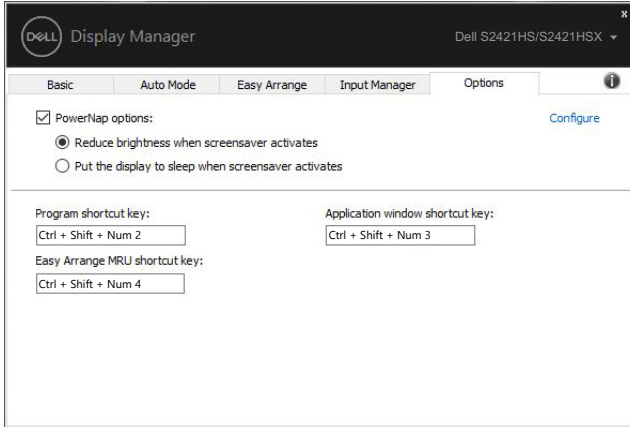 x
DELL Display Manager Dell S2421HS/S2421HSX
Basic Auto Mode Easy Arrange Input Manager Options i
PowerNap options: Configure
Reduce brightness when screensaver activates
Put the display to sleep when screensaver activates
Program shortcut key: Application window shortcut key:
Ctrl + Shift + Num 2 Ctrl + Shift + Num 3
Easy Arrange MRU shortcut key:
Ctrl + Shift + Num 4